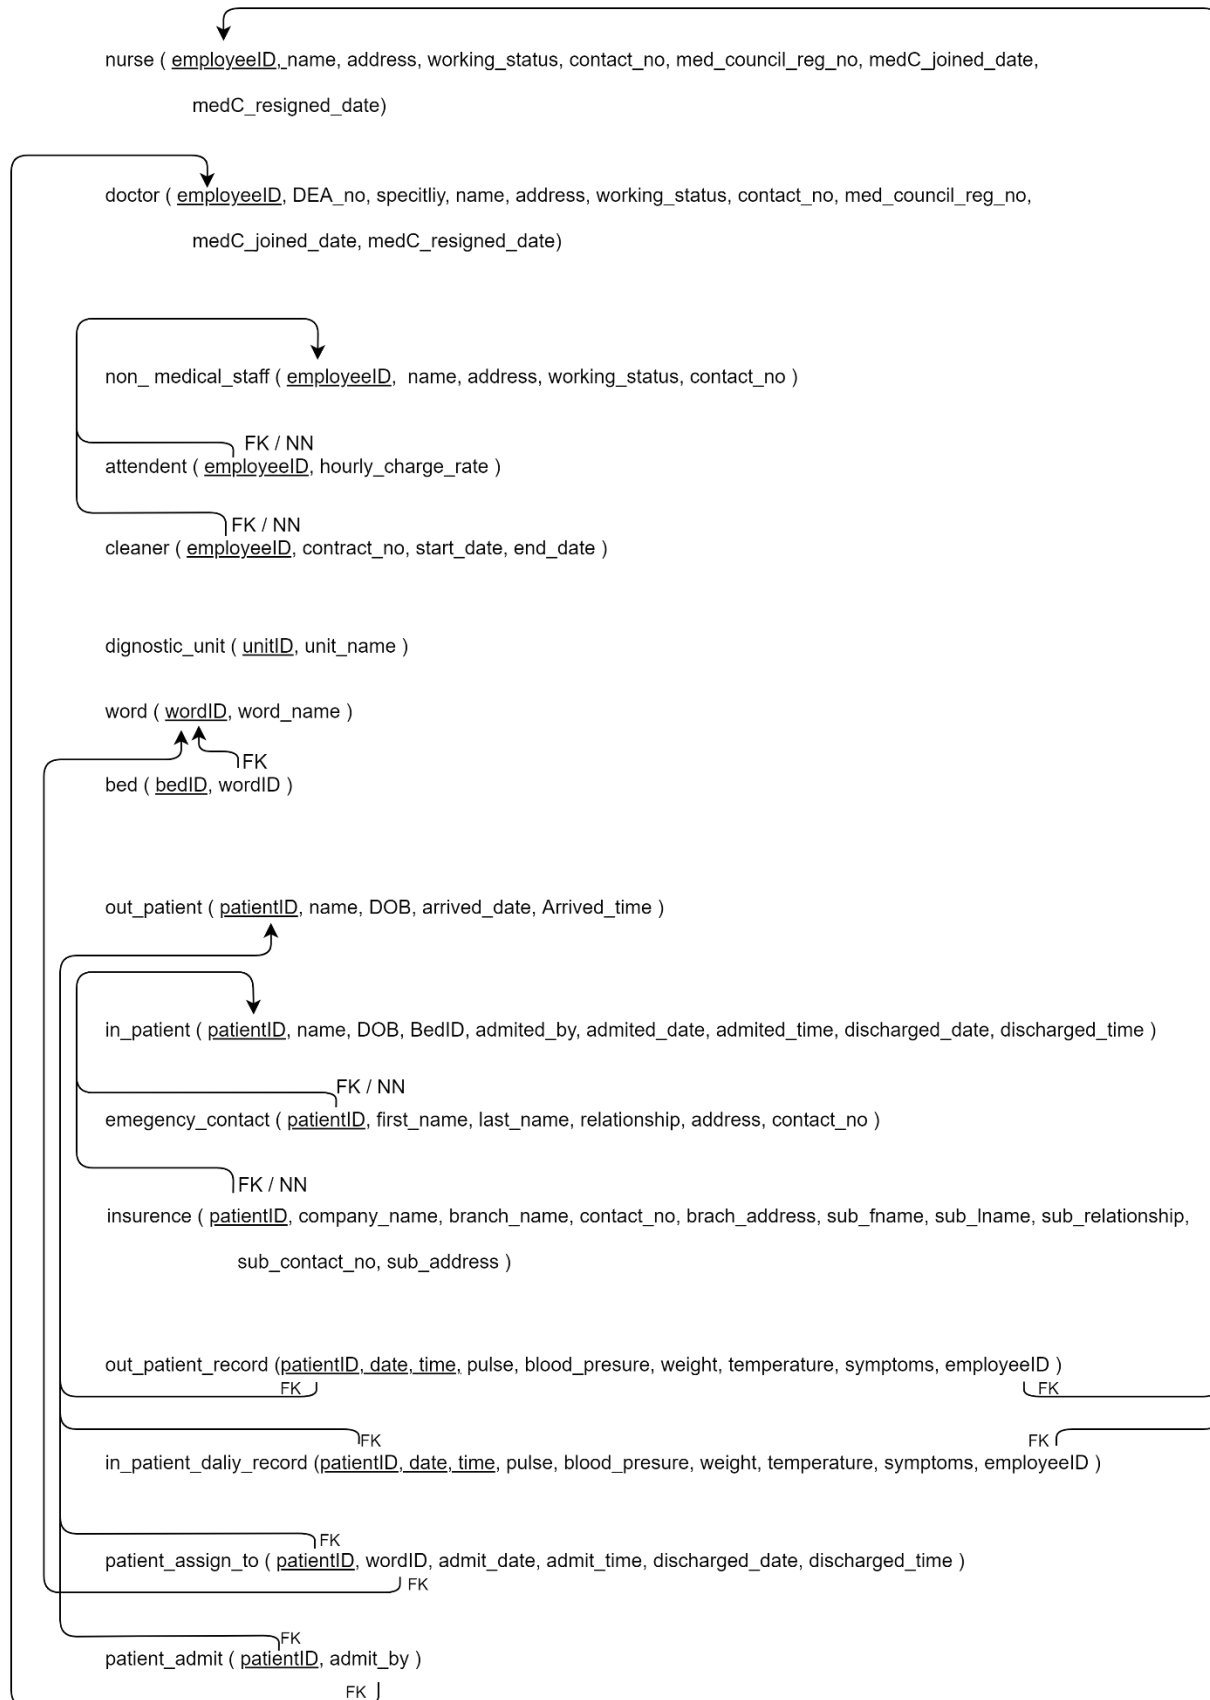 nurse ( employeeID, name, address, working_status, contact_no, med_council_reg_no, medC_joined_date,
medC_resigned_date)
doctor ( employeeID, DEA_no, specitliy, name, address, working_status, contact_no, med_council_reg_no,
medC_joined_date, medC_resigned_date)
non_ medical_staff ( employeeID, name, address, working_status, contact_no )
FK / NN
attendent ( employeeID, hourly_charge_rate )
FK / NN
cleaner ( employeeID, contract_no, start_date, end_date )
dignostic_unit ( unitID, unit_name )
word ( wordID, word_name )
FK
bed ( bedID, wordID )
out_patient ( patientID, name, DOB, arrived_date, Arrived_time )
in_patient ( patientID, name, DOB, BedID, admited_by, admited_date, admited_time, discharged_date, discharged_time )
FK / NN
emegency_contact ( patientID, first_name, last_name, relationship, address, contact_no )
FK / NN
insurence ( patientID, company_name, branch_name, contact_no, brach_address, sub_fname, sub_lname, sub_relationship,
sub_contact_no, sub_address )
out_patient_record (patientID, date, time, pulse, blood_presure, weight, temperature, symptoms, employeeID )
FK FK
FK FK
in_patient_daliy_record (patientID, date, time, pulse, blood_presure, weight, temperature, symptoms, employeeID )
FK
patient_assign_to ( patientID, wordID, admit_date, admit_time, discharged_date, discharged_time )
FK
FK
patient_admit ( patientID, admit_by )
FK